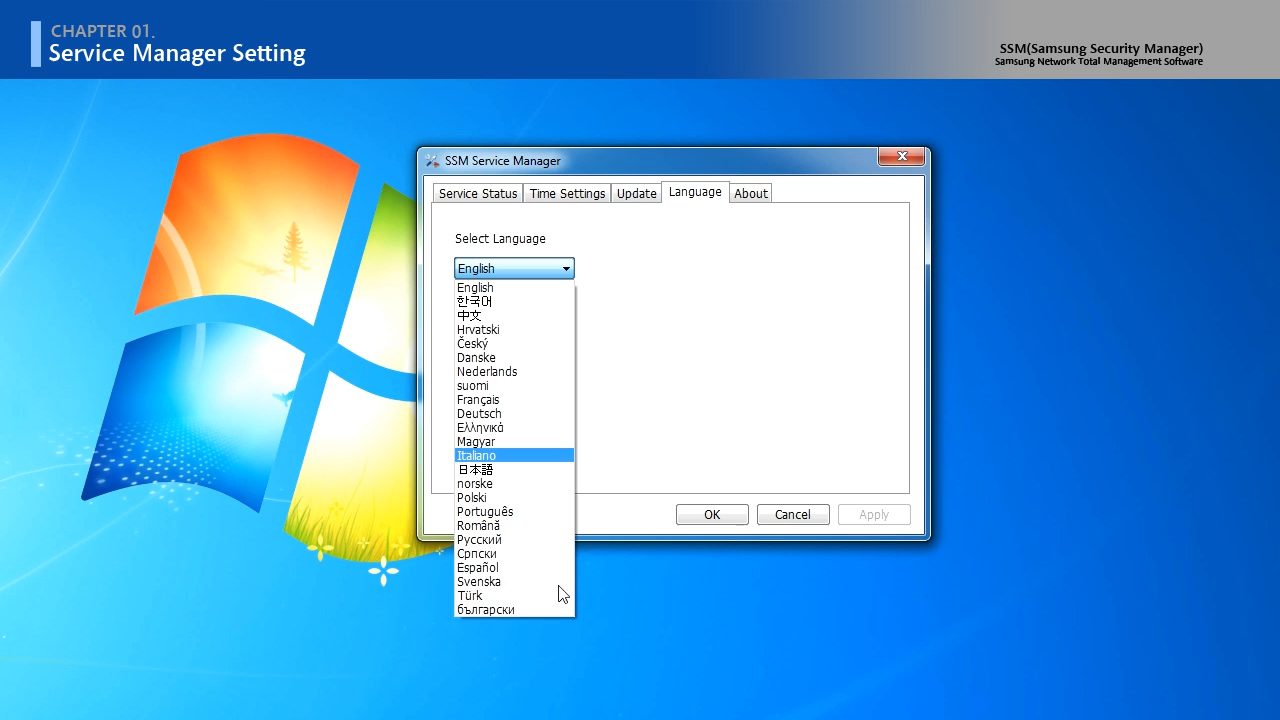 CHAPTER 01.
Service Manager Setting
SSM(Samsung Security Manager)
Samsung Network Total Management Software
SSM Service Manager
Service Status
Time Settings
Update
Language
About
Select Language
English
English
한국어
中文
Hrvatski
Český
Danske
Nederlands
suomi
Français
Deutsch
Ελληνικά
Magyar
Italiano
日本語
norske
Polski
Português
Română
Русский
Српски
Español
Svenska
Türk
български
OK
Cancel
Apply